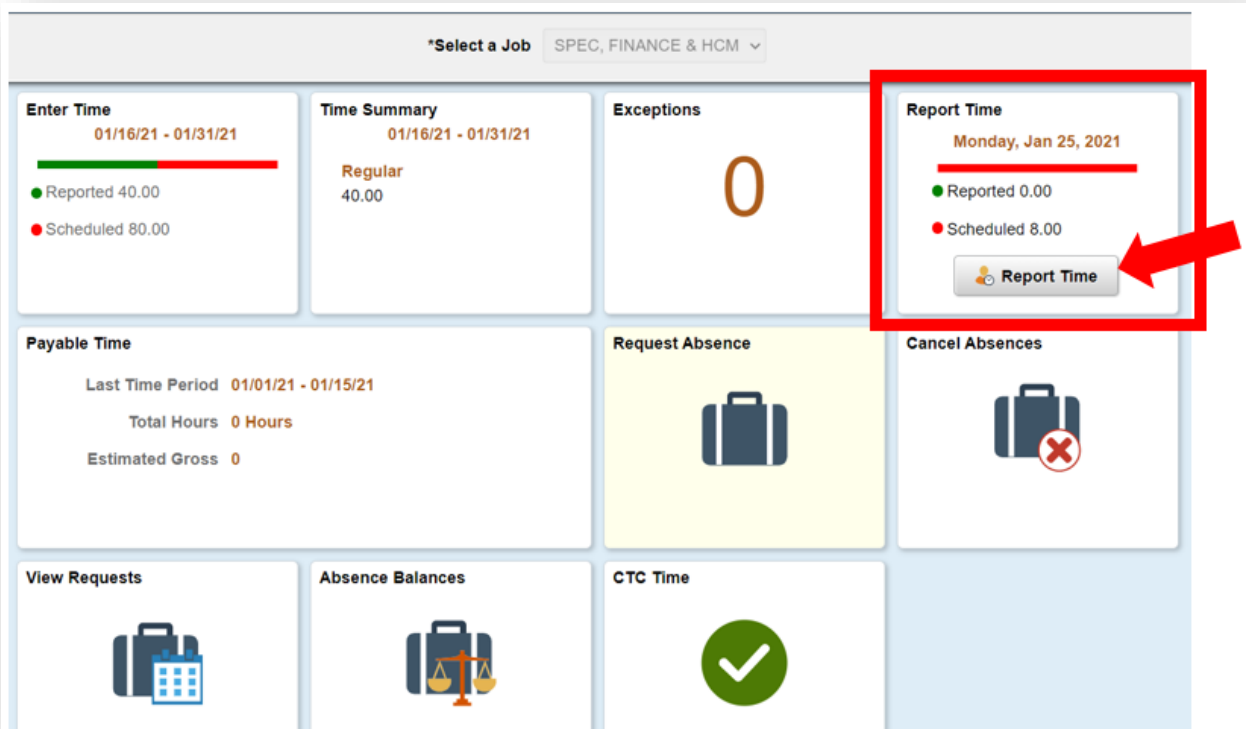 *Select a Job SPEC, FINANCE & HCM
Enter Time
01/16/21 - 01/31/21
Reported 40.00
Scheduled 80.00
Time Summary
01/16/21 - 01/31/21
Regular
40.00
Exceptions
0
Report Time
Monday, Jan 25, 2021
Reported 0.00
Scheduled 8.00
Report Time
Payable Time
Last Time Period 01/01/21 - 01/15/21
Total Hours 0 Hours
Estimated Gross 0
Request Absence
Cancel Absences
View Requests
Absence Balances
CTC Time